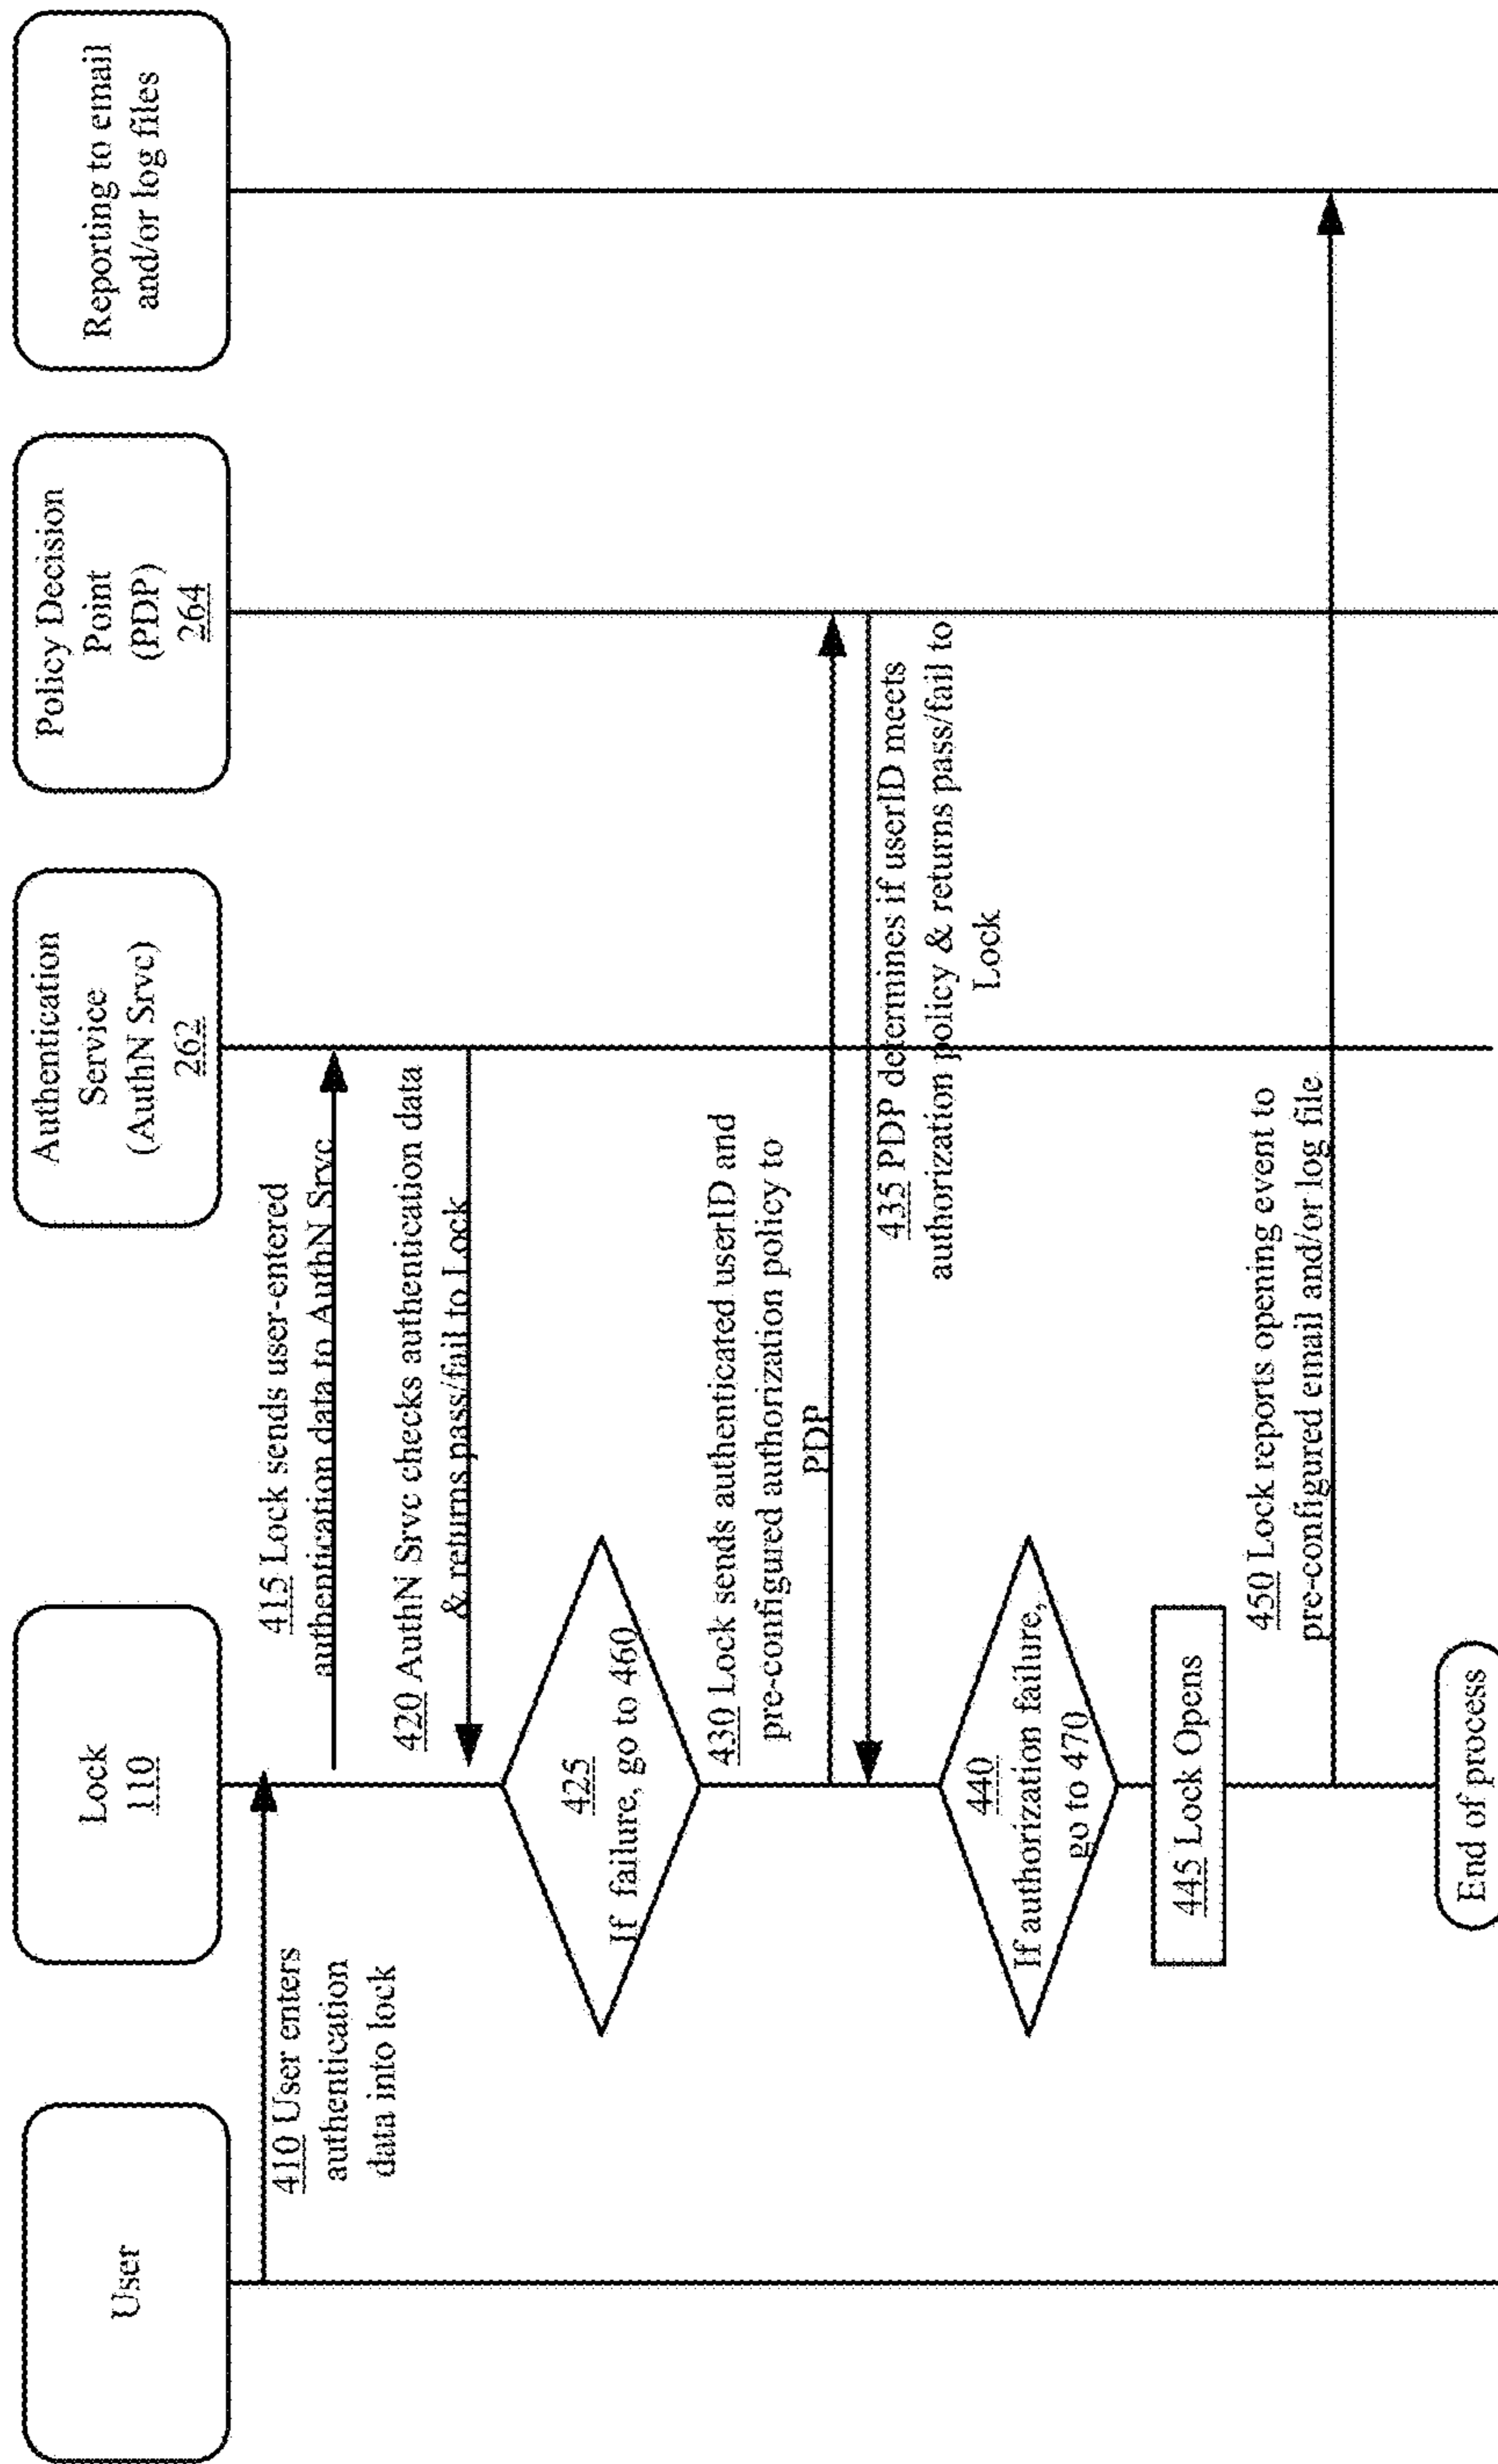 User
Lock
110
Authentication
Service
(AuthN Srvc)
262
Policy Decision
Point
(PDP)
264
Reporting to email
and/or log files
410 User enters
authentication
data into lock
415 Lock sends user-entered
authentication data to AuthN Srvc
420 AuthN Srvc checks authentication data
& returns pass/fail to Lock
425
If failure, go to 460
430 Lock sends authenticated userID and
pre-configured authorization policy to
PDP
435 PDP determines if userID meets
authorization policy & returns pass/fail to
Lock
440
If authorization failure,
go to 470
445 Lock Opens
450 Lock reports opening event to
pre-configured email and/or log file
End of process